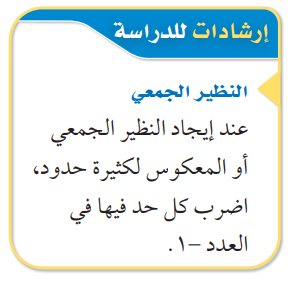 إرشادات للدراسة
النظير الجمعي
عند إيجاد النظير الجمعي
أو المعكوس لكثيرة حدود،
اضرب كل حد فيها في
العدد -١.